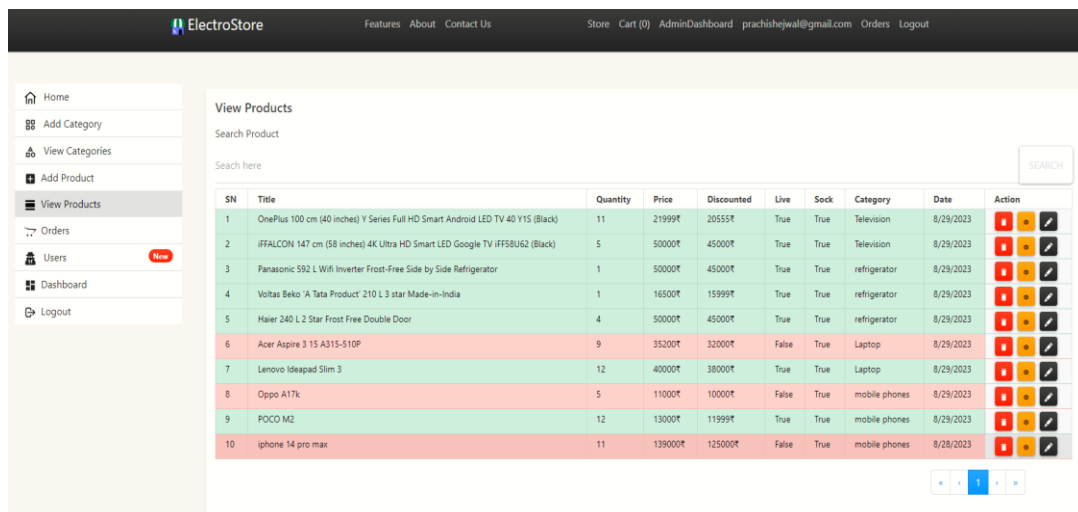 ElectroStore Features About Contact Us Store Cart (0) AdminDashboard prachishejwal@gmail.com Orders Logout
Home
Add Category
View Categories
Add Product
View Products
Orders
Users New
Dashboard
Logout
View Products
Search Product
Seach here SEARCH
SN Title Quantity Price Discounted Live Sock Category Date Action
1 OnePlus 100 cm (40 inches) Y Series Full HD Smart Android LED TV 40 Y1S (Black) 11 21999₹ 20555₹ True True Television 8/29/2023
2 iFFALCON 147 cm (58 inches) 4K Ultra HD Smart LED Google TV iFF58U62 (Black) 5 50000₹ 45000₹ True True Television 8/29/2023
3 Panasonic 592 L Wifi Inverter Frost-Free Side by Side Refrigerator 1 50000₹ 45000₹ True True refrigerator 8/29/2023
4 Voltas Beko 'A Tata Product' 210 L 3 star Made-in-India 1 16500₹ 15999₹ True True refrigerator 8/29/2023
5 Haier 240 L 2 Star Frost Free Double Door 4 50000₹ 45000₹ True True refrigerator 8/29/2023
6 Acer Aspire 3 15 A315-510P 9 35200₹ 32000₹ False True Laptop 8/29/2023
7 Lenovo Ideapad Slim 3 12 40000₹ 38000₹ True True Laptop 8/29/2023
8 Oppo A17k 5 11000₹ 10000₹ False True mobile phones 8/29/2023
9 POCO M2 12 13000₹ 11999₹ True True mobile phones 8/29/2023
10 iphone 14 pro max 11 139000₹ 125000₹ False True mobile phones 8/28/2023
« ‹ 1 › »